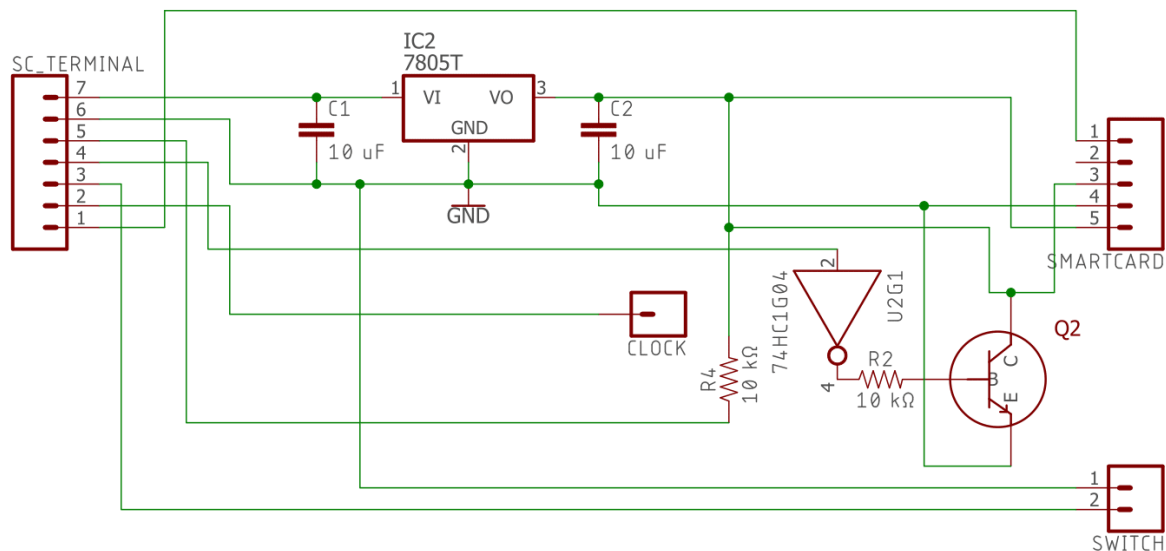 SC_TERMINAL
7
6
5
4
3
2
1
IC2
7805T
1
VI
VO
3
GND
2
C1
10 uF
C2
10 uF
GND
1
2
3
4
5
SMARTCARD
CLOCK
R4
10 kΩ
74HC1G04
2
U2G1
4
R2
10 kΩ
Q2
C
B
E
1
2
SWITCH